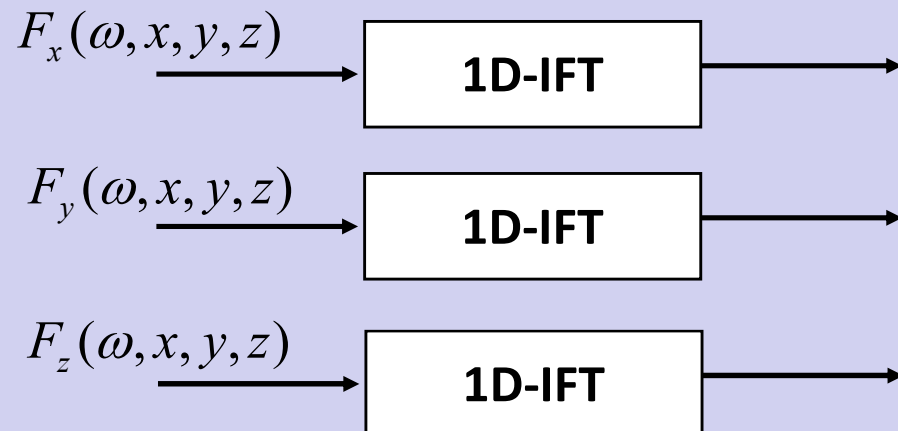 F_x(ω,x,y,z)
1D-IFT
F_y(ω,x,y,z)
1D-IFT
F_z(ω,x,y,z)
1D-IFT